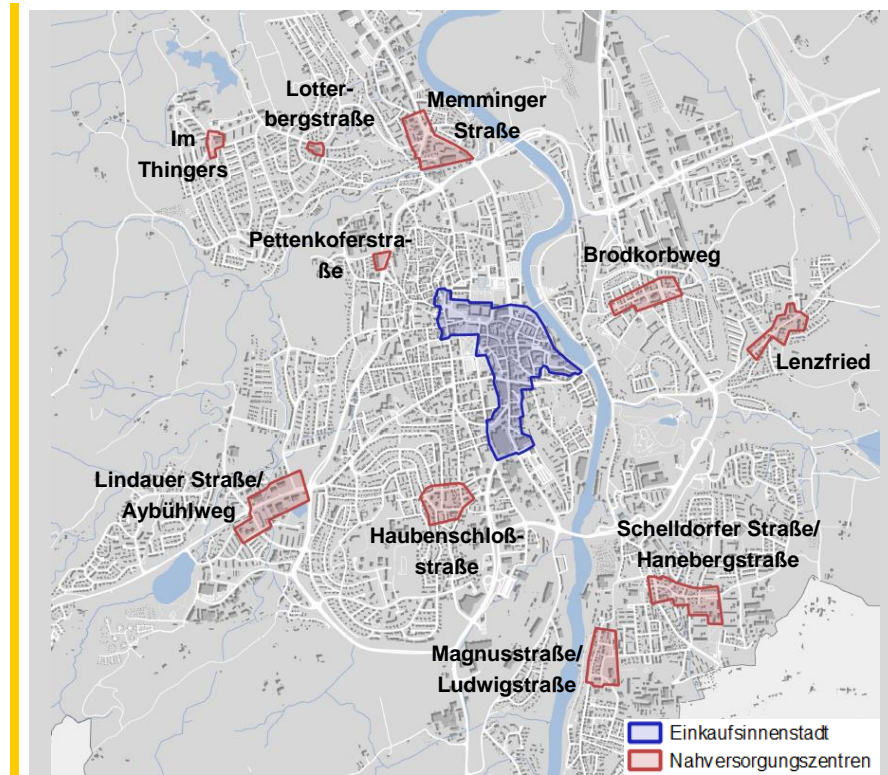 Lotter-
bergstraße
Memminger
Straße
Im
Thingers
Pettenkoferstra-
ße
Brodkorbweg
Lenzfried
Lindauer Straße/
Aybühlweg
Haubenschloß-
straße
Schelldorfer Straße/
Hanebergstraße
Magnusstraße/
Ludwigstraße
Einkaufsinnenstadt
Nahversorgungszentren